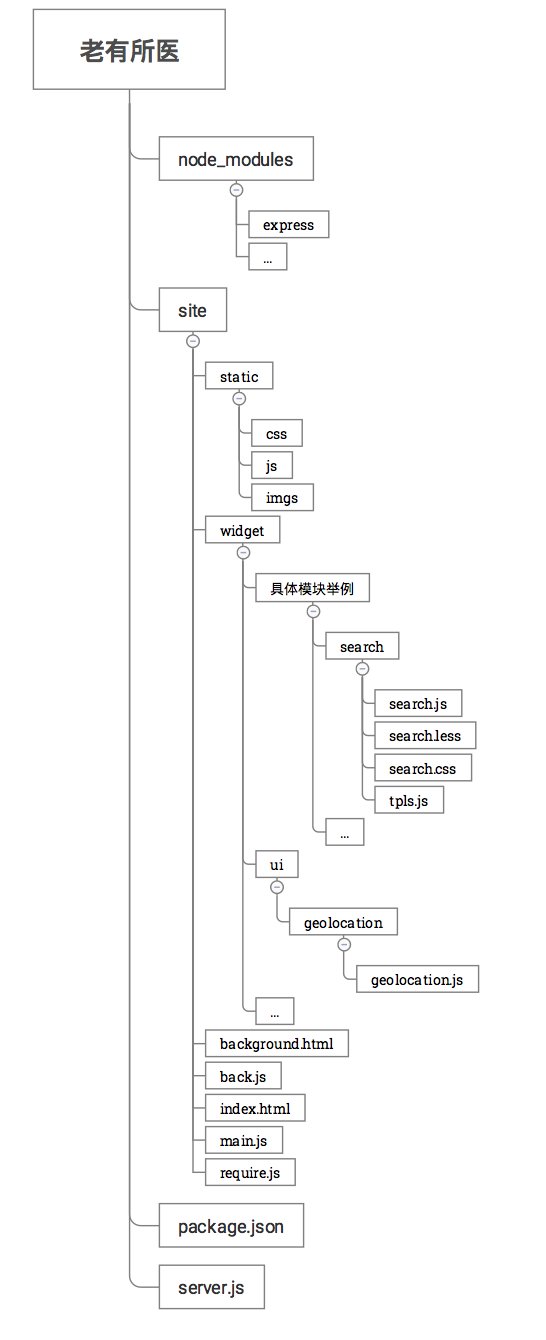 老有所医
node_modules
express
...
site
static
css
js
imgs
widget
具体模块举例
search
search.js
search.less
search.css
tpls.js
...
ui
geolocation
geolocation.js
...
background.html
back.js
index.html
main.js
require.js
package.json
server.js